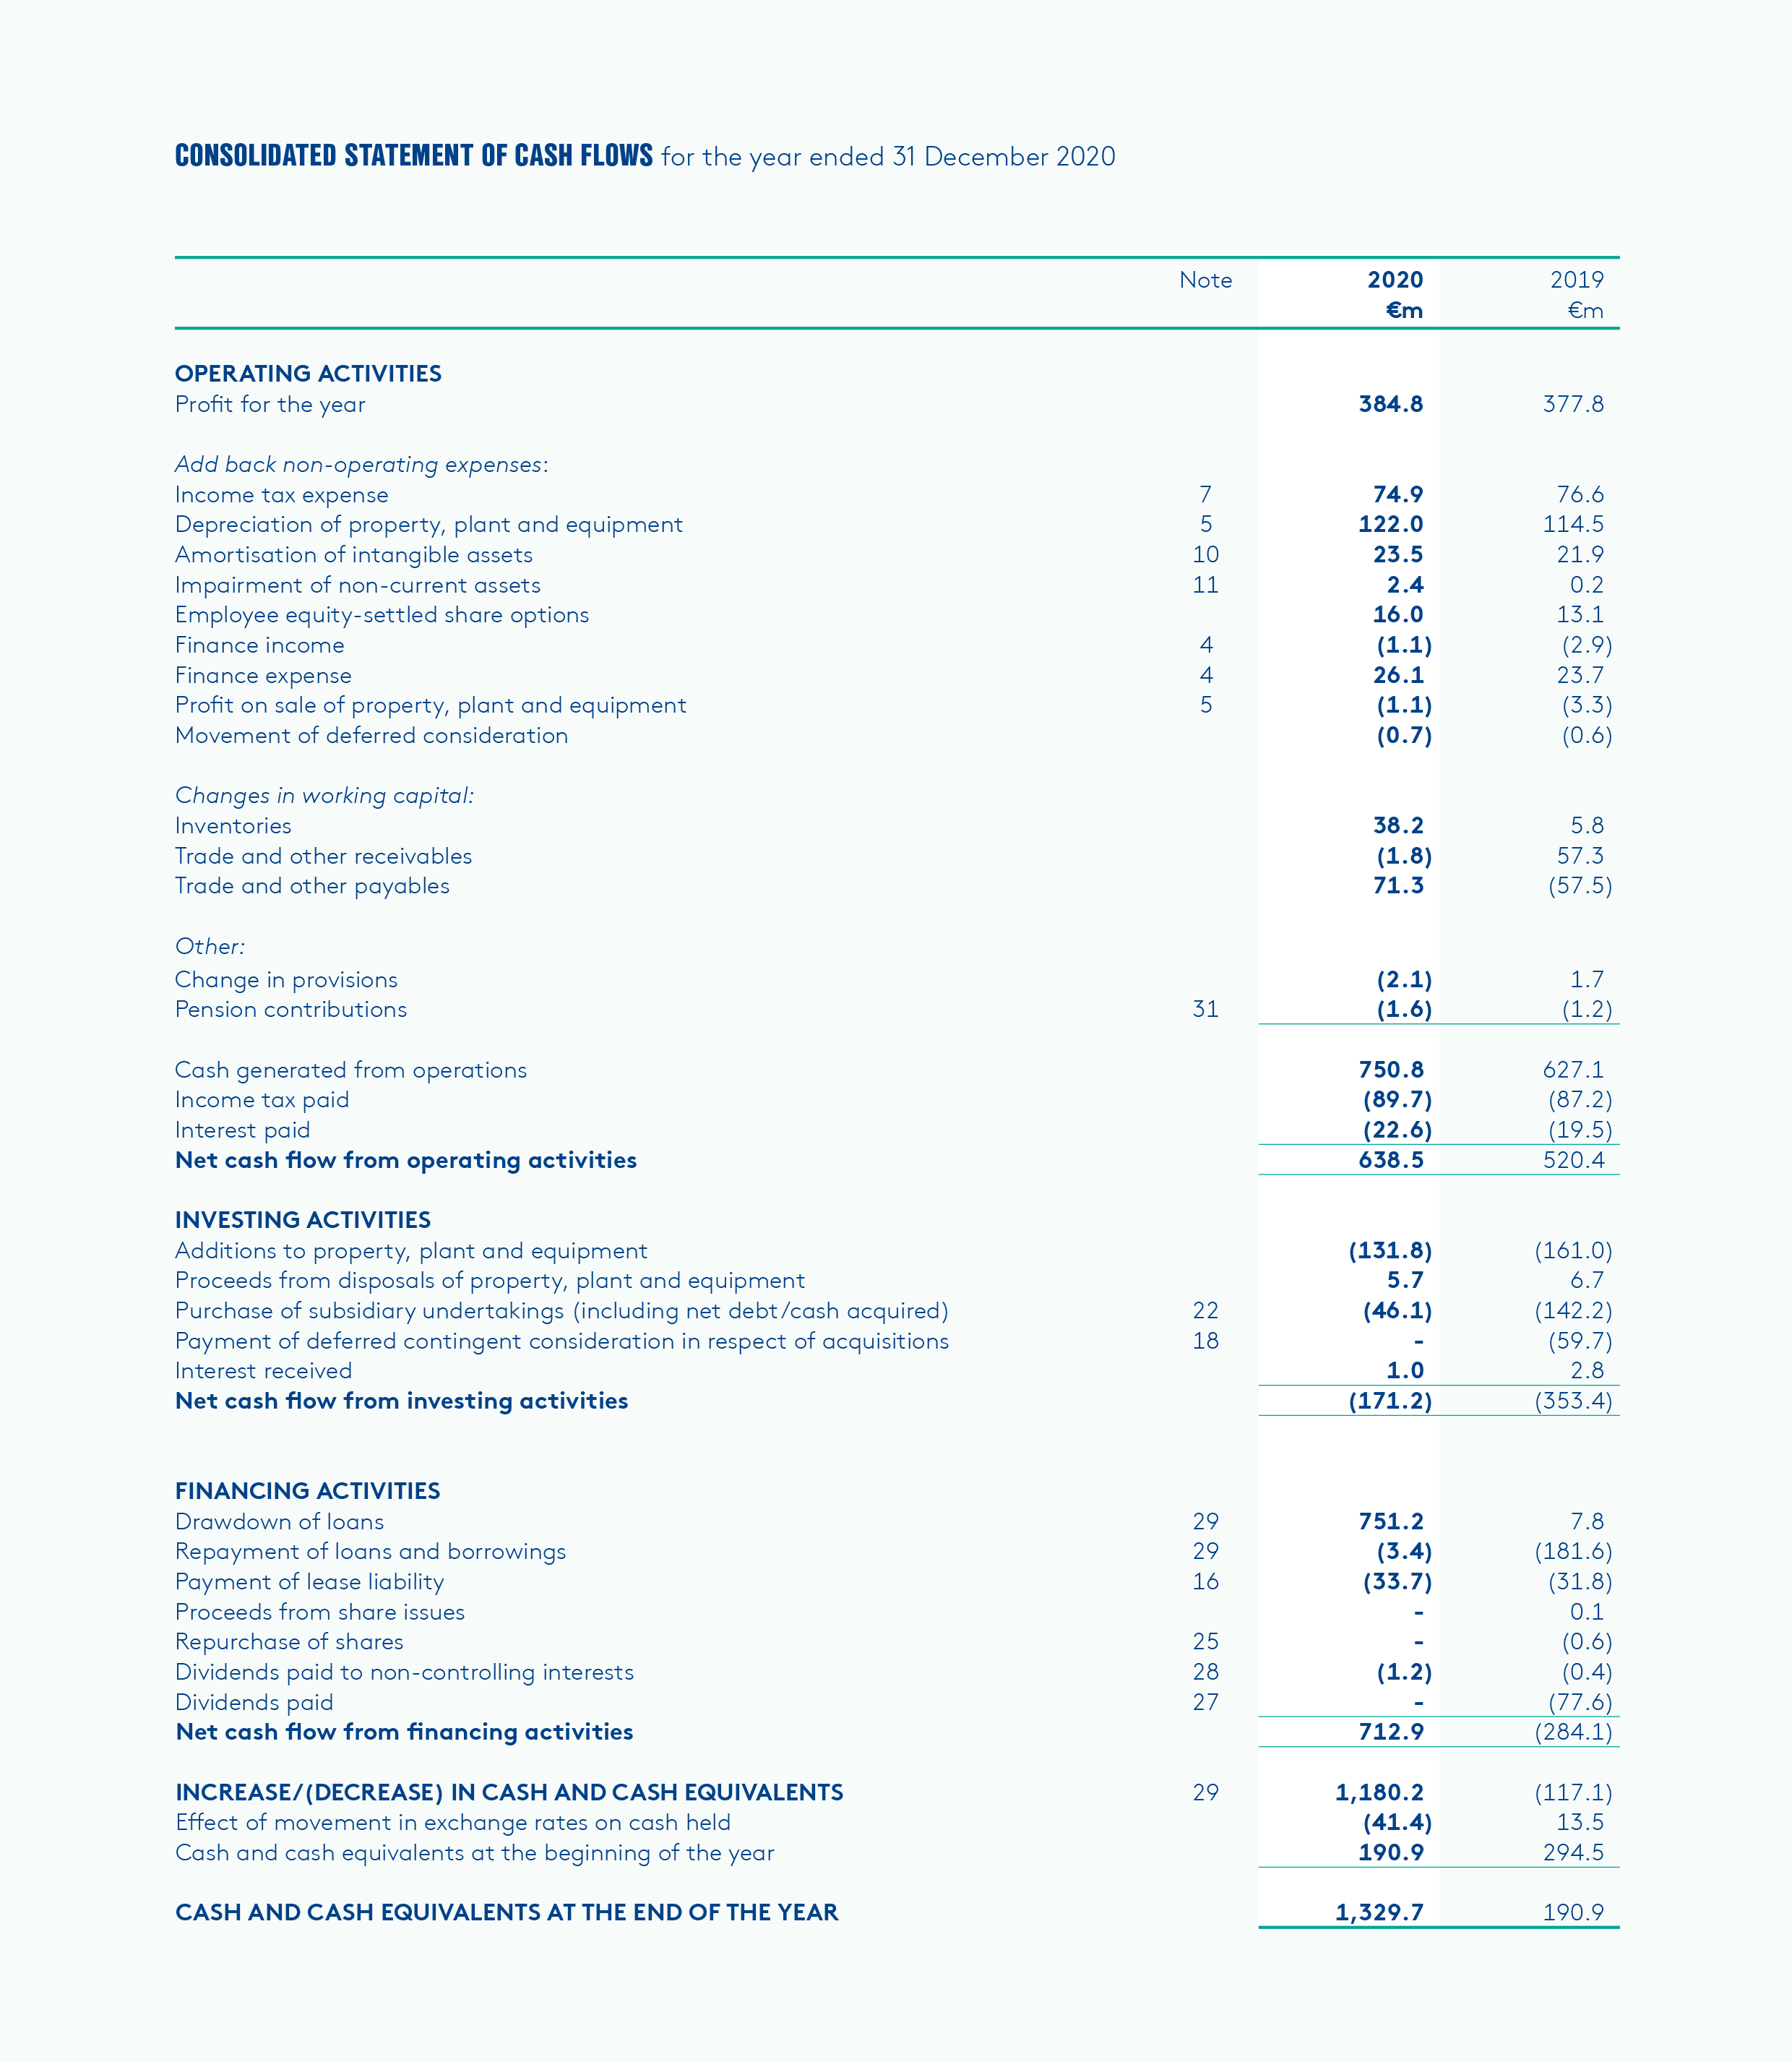 CONSOLIDATED STATEMENT OF CASH FLOWS for the year ended 31 December 2020
Note 2020 2019
€m €m
OPERATING ACTIVITIES
Profit for the year 384.8 377.8
Add back non-operating expenses:
Income tax expense 7 74.9 76.6
Depreciation of property, plant and equipment 5 122.0 114.5
Amortisation of intangible assets 10 23.5 21.9
Impairment of non-current assets 11 2.4 0.2
Employee equity-settled share options 16.0 13.1
Finance income 4 (1.1) (2.9)
Finance expense 4 26.1 23.7
Profit on sale of property, plant and equipment 5 (1.1) (3.3)
Movement of deferred consideration (0.7) (0.6)
Changes in working capital:
Inventories 38.2 5.8
Trade and other receivables (1.8) 57.3
Trade and other payables 71.3 (57.5)
Other:
Change in provisions (2.1) 1.7
Pension contributions 31 (1.6) (1.2)
Cash generated from operations 750.8 627.1
Income tax paid (89.7) (87.2)
Interest paid (22.6) (19.5)
Net cash flow from operating activities 638.5 520.4
INVESTING ACTIVITIES
Additions to property, plant and equipment (131.8) (161.0)
Proceeds from disposals of property, plant and equipment 5.7 6.7
Purchase of subsidiary undertakings (including net debt/cash acquired) 22 (46.1) (142.2)
Payment of deferred contingent consideration in respect of acquisitions 18 - (59.7)
Interest received 1.0 2.8
Net cash flow from investing activities (171.2) (353.4)
FINANCING ACTIVITIES
Drawdown of loans 29 751.2 7.8
Repayment of loans and borrowings 29 (3.4) (181.6)
Payment of lease liability 16 (33.7) (31.8)
Proceeds from share issues - 0.1
Repurchase of shares 25 - (0.6)
Dividends paid to non-controlling interests 28 (1.2) (0.4)
Dividends paid 27 - (77.6)
Net cash flow from financing activities 712.9 (284.1)
INCREASE/(DECREASE) IN CASH AND CASH EQUIVALENTS 29 1,180.2 (117.1)
Effect of movement in exchange rates on cash held (41.4) 13.5
Cash and cash equivalents at the beginning of the year 190.9 294.5
CASH AND CASH EQUIVALENTS AT THE END OF THE YEAR 1,329.7 190.9